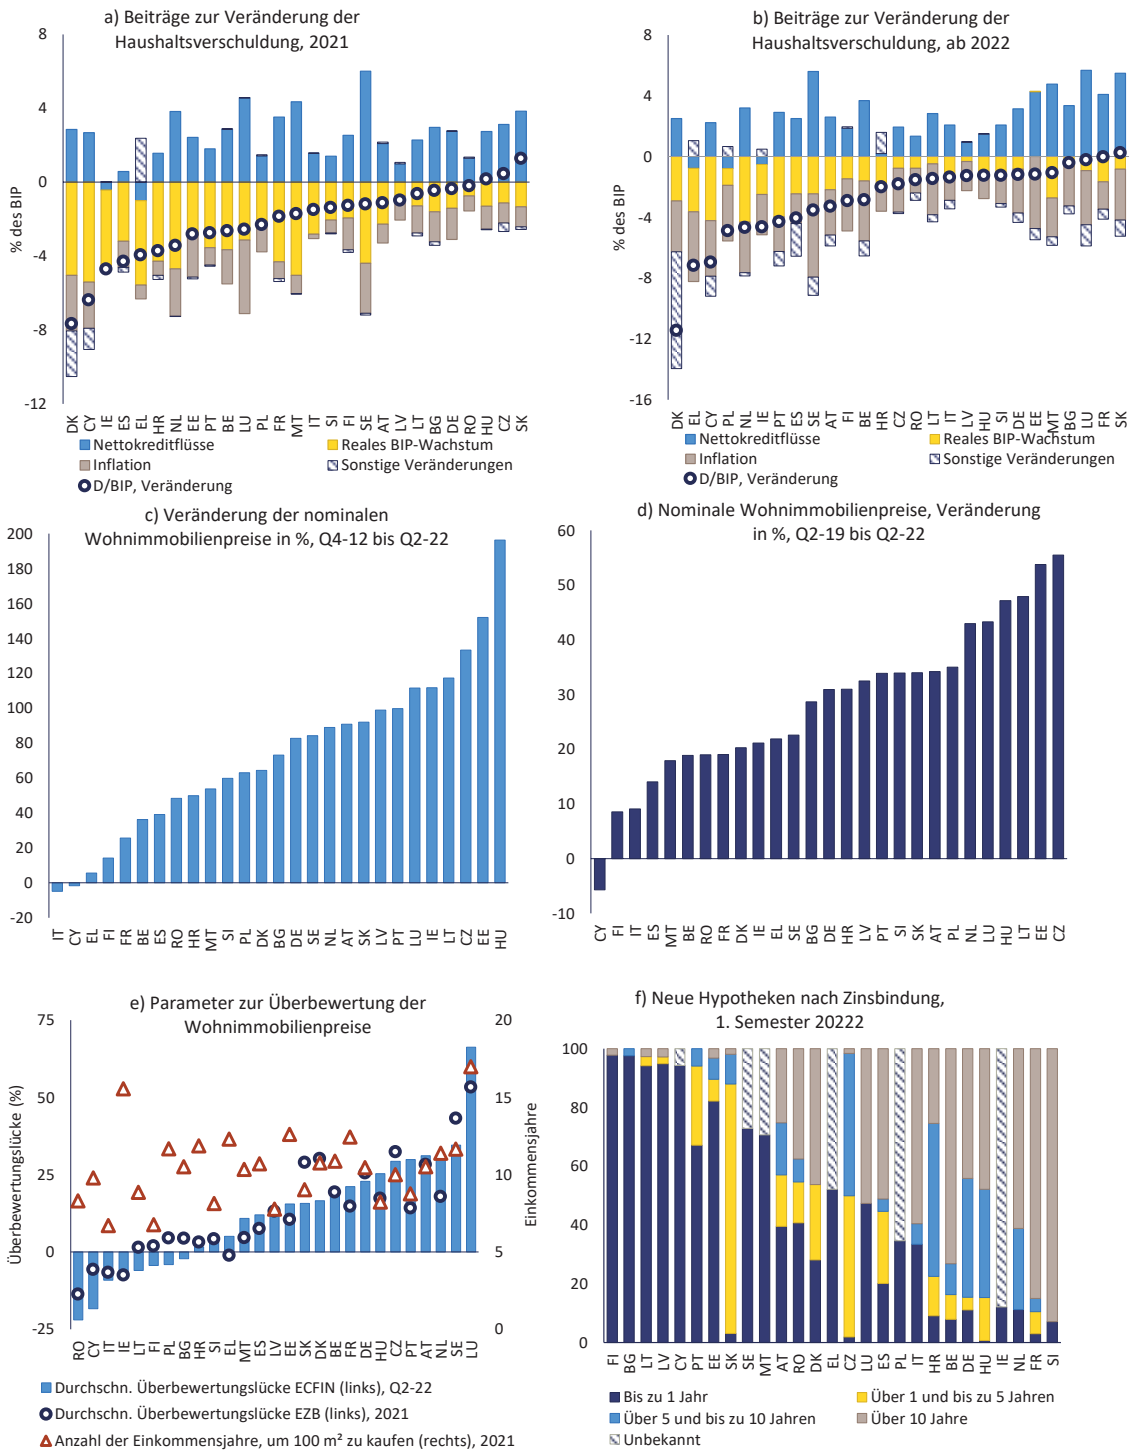 a) Beiträge zur Veränderung der
Haushaltsverschuldung, 2021
8
4
0
-4
-8
-12
% des BIP
DK CY IE ES EL HR NL EE PT BE LU PL FR MT IT SI FI SE AT LV LT BG DE RO HU CZ SK
Nettokreditflüsse
Reales BIP-Wachstum
Inflation
Sonstige Veränderungen
D/BIP, Veränderung
b) Beiträge zur Veränderung der
Haushaltsverschuldung, ab 2022
8
4
0
-4
-8
-12
-16
% des BIP
DK EL CY PL NL IE PT ES SE AT FI BE HR CZ RO LT IT LV HU SI DE EE MT BG LU FR SK
Nettokreditflüsse
Reales BIP-Wachstum
Inflation
Sonstige Veränderungen
D/BIP, Veränderung
c) Veränderung der nominalen
Wohnimmobilienpreise in %, Q4-12 bis Q2-22
200
180
160
140
120
100
80
60
40
20
0
-20
IT CY EL FI FR BE ES RO HR MT SI PL DK BG DE SE NL AT SK LV PT LU IE LT CZ EE HU
d) Nominale Wohnimmobilienpreise, Veränderung
in %, Q2-19 bis Q2-22
60
50
40
30
20
10
0
-10
CY FI IT ES MT BE RO FR DK IE EL SE BG DE HR LV PT SI SK AT PL NL LU HU LT EE CZ
e) Parameter zur Überbewertung der
Wohnimmobilienpreise
75
50
25
0
-25
Überbewertungslücke (%)
20
15
10
5
0
Einkommensjahre
RO CY IT IE LT FI PL BG HR SI EL MT ES LV EE SK DK BE FR DE HU CZ PT AT NL SE LU
Durchschn. Überbewertungslücke ECFIN (links), Q2-22
Durchschn. Überbewertungslücke EZB (links), 2021
Anzahl der Einkommensjahre, um 100 m² zu kaufen (rechts), 2021
f) Neue Hypotheken nach Zinsbindung,
1. Semester 20222
100
80
60
40
20
0
FI BG LT LV CY PT EE SK SE MT AT RO DK EL CZ LU ES PL IT HR BE DE HU IE NL FR SI
Bis zu 1 Jahr
Über 1 und bis zu 5 Jahren
Über 5 und bis zu 10 Jahren
Über 10 Jahre
Unbekannt